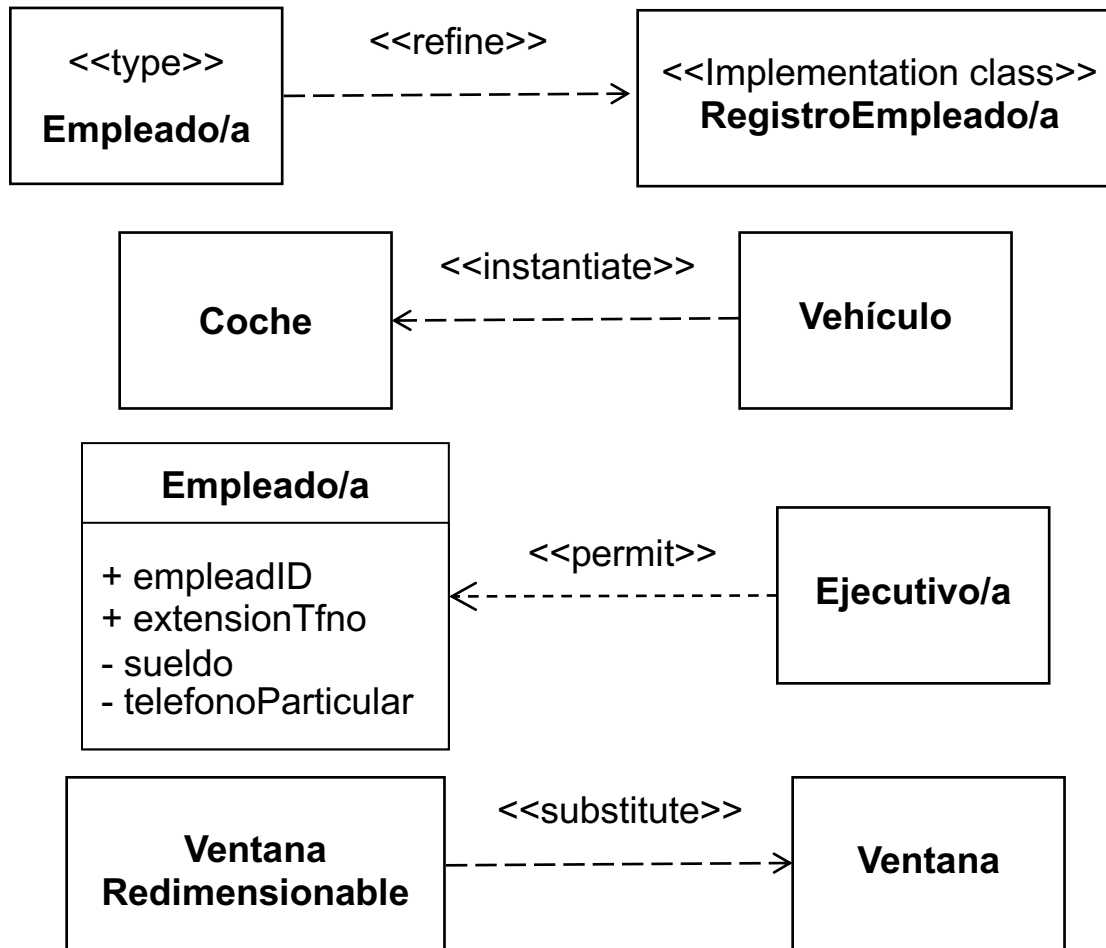 <<type>>
Empleado/a
<<refine>>
<<Implementation class>>
RegistroEmpleado/a
Coche
<<instantiate>>
Vehículo
Empleado/a
+ empleadID
+ extensionTfno
- sueldo
- telefonoParticular
<<permit>>
Ejecutivo/a
Ventana
Redimensionable
<<substitute>>
Ventana